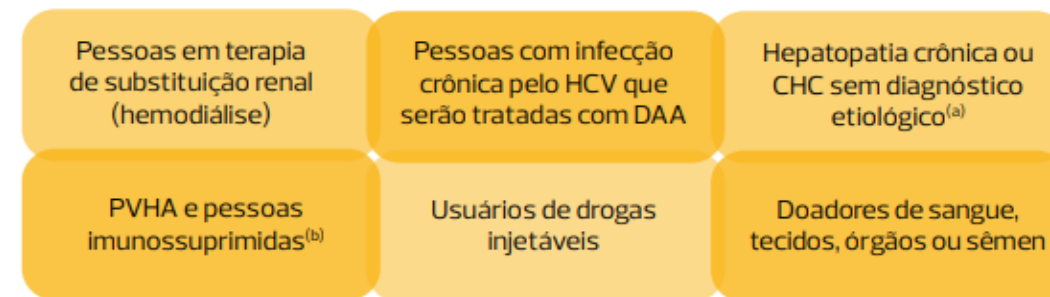 Pessoas em terapia
de substituição renal
(hemodiálise)
Pessoas com infecção
crônica pelo HCV que
serão tratadas com DAA
Hepatopatia crônica ou
CHC sem diagnóstico
etiológico(a)
PVHA e pessoas
imunossuprimidas(b)
Usuários de drogas
injetáveis
Doadores de sangue,
tecidos, órgãos ou sêmen